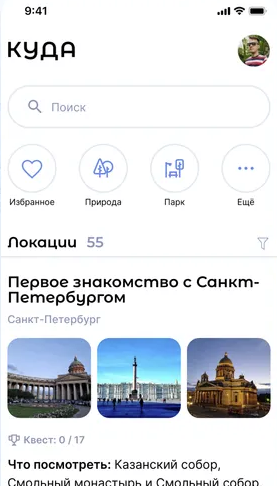 9:41
КУДА
Поиск
Избранное
Природа
Парк
Ещё
Локации 55
Первое знакомство с Санкт-
Петербургом
Санкт-Петербург
Квест: 0 / 17
Что посмотреть: Казанский собор,
Смольный монастырь и Смольный собор,